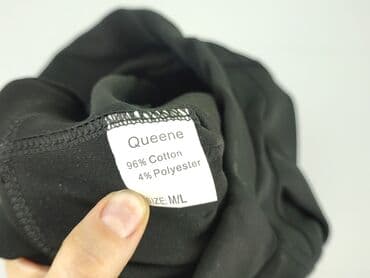 Queene
96% Cotton
4% Polyester
SIZE: M/L